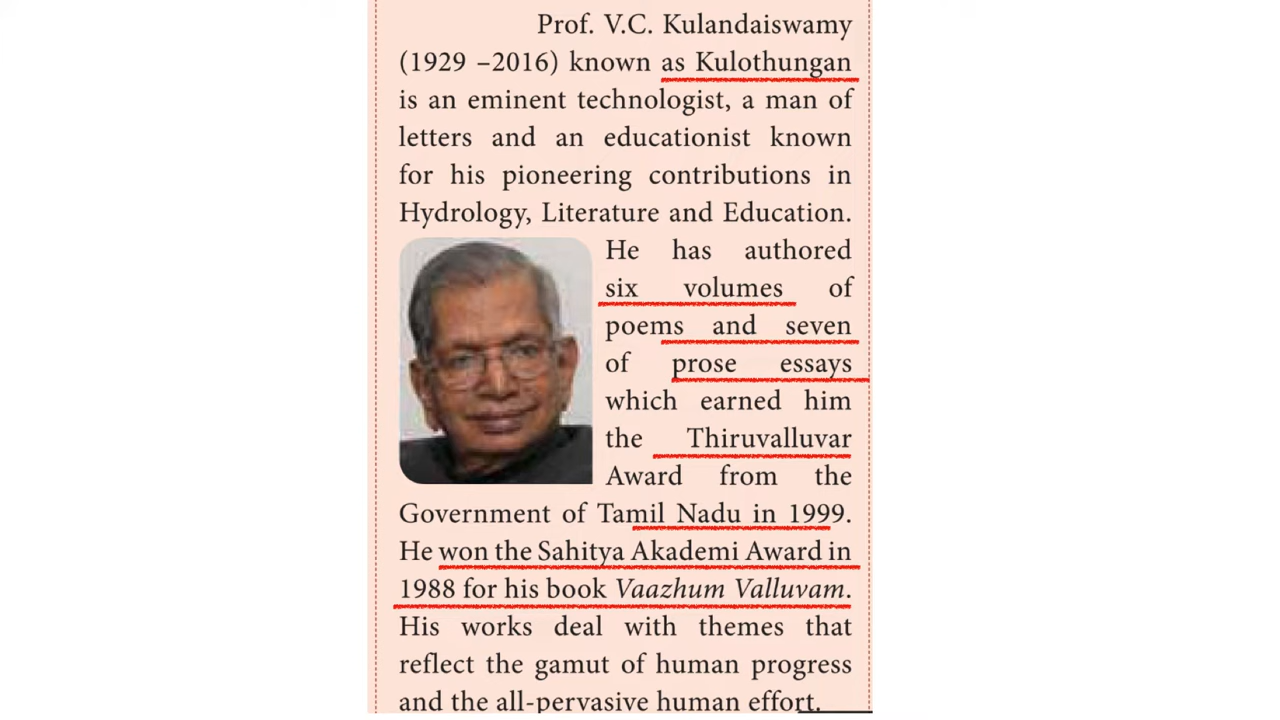 Prof. V.C. Kulandaiswamy
(1929 –2016) known as Kulothungan
is an eminent technologist, a man of
letters and an educationist known
for his pioneering contributions in
Hydrology, Literature and Education.
He has authored
six volumes of
poems and seven
of prose essays
which earned him
the Thiruvalluvar
Award from the
Government of Tamil Nadu in 1999.
He won the Sahitya Akademi Award in
1988 for his book Vaazhum Valluvam.
His works deal with themes that
reflect the gamut of human progress
and the all-pervasive human effort.